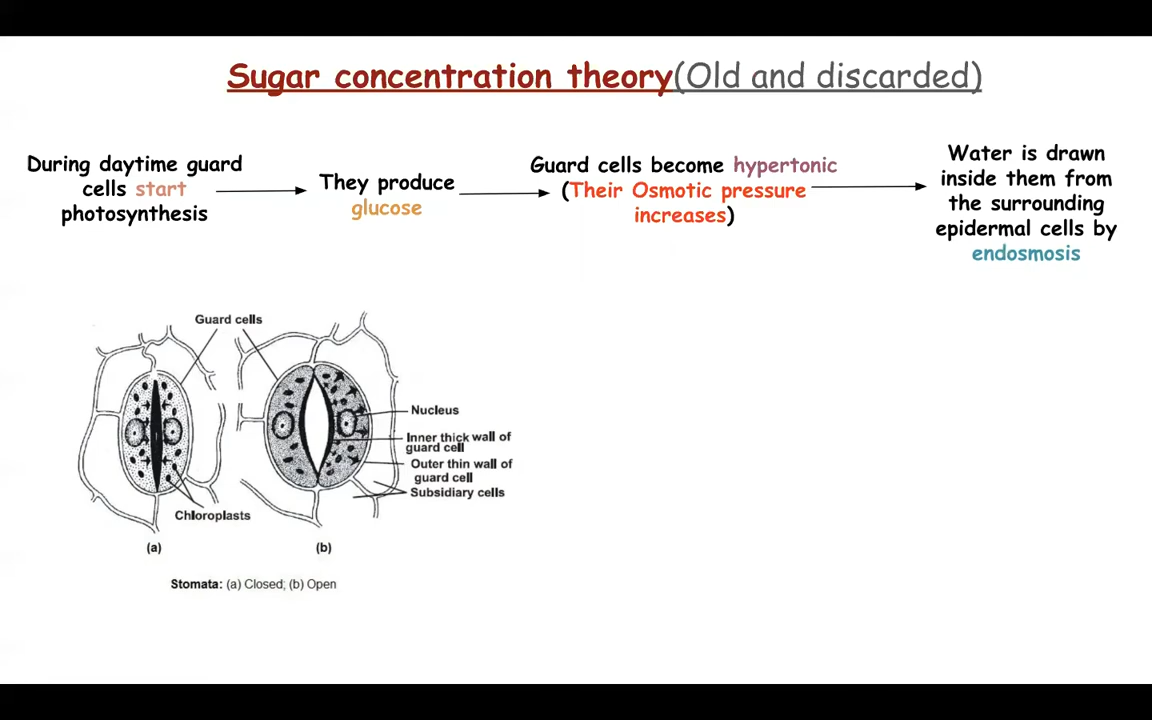 Sugar concentration theory(Old and discarded)
During daytime guard
cells start
photosynthesis
They produce
glucose
Guard cells become hypertonic
(Their Osmotic pressure
increases)
Water is drawn
inside them from
the surrounding
epidermal cells by
endosmosis
Guard cells
Nucleus
Inner thick wall of
guard cell
Outer thin wall of
guard cell
Subsidiary cells
Chloroplasts
(a)
(b)
Stomata: (a) Closed; (b) Open